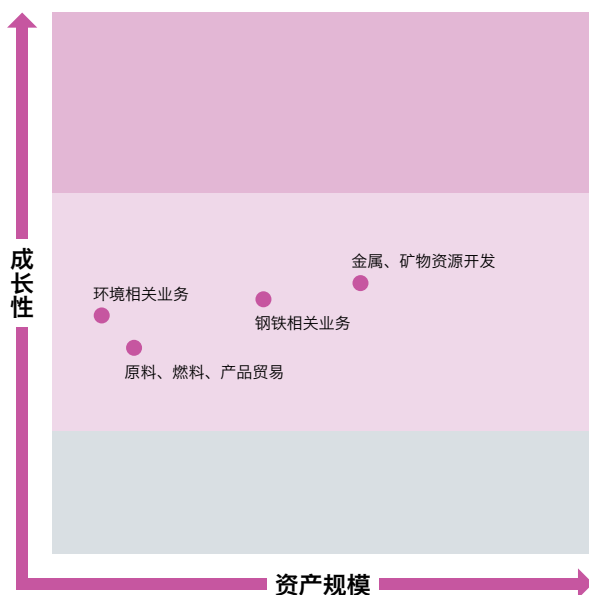 成长性
金属、矿物资源开发
环境相关业务
钢铁相关业务
原料、燃料、产品贸易
资产规模